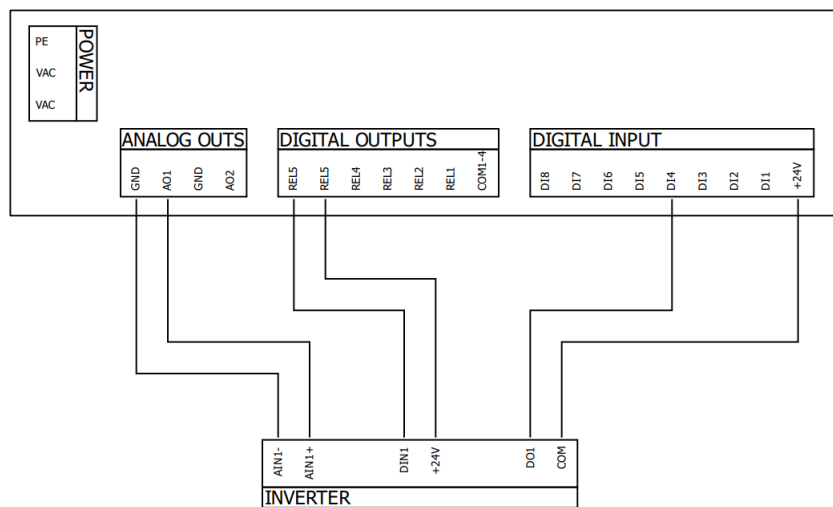 PE
VAC
VAC
POWER
ANALOG OUTS
GND
AO1
GND
AO2
DIGITAL OUTPUTS
REL5
REL5
REL4
REL3
REL2
REL1
COM1-4
DIGITAL INPUT
DI8
DI7
DI6
DI5
DI4
DI3
DI2
DI1
+24V
AIN1-
AIN1+
DIN1
+24V
DO1
COM
INVERTER